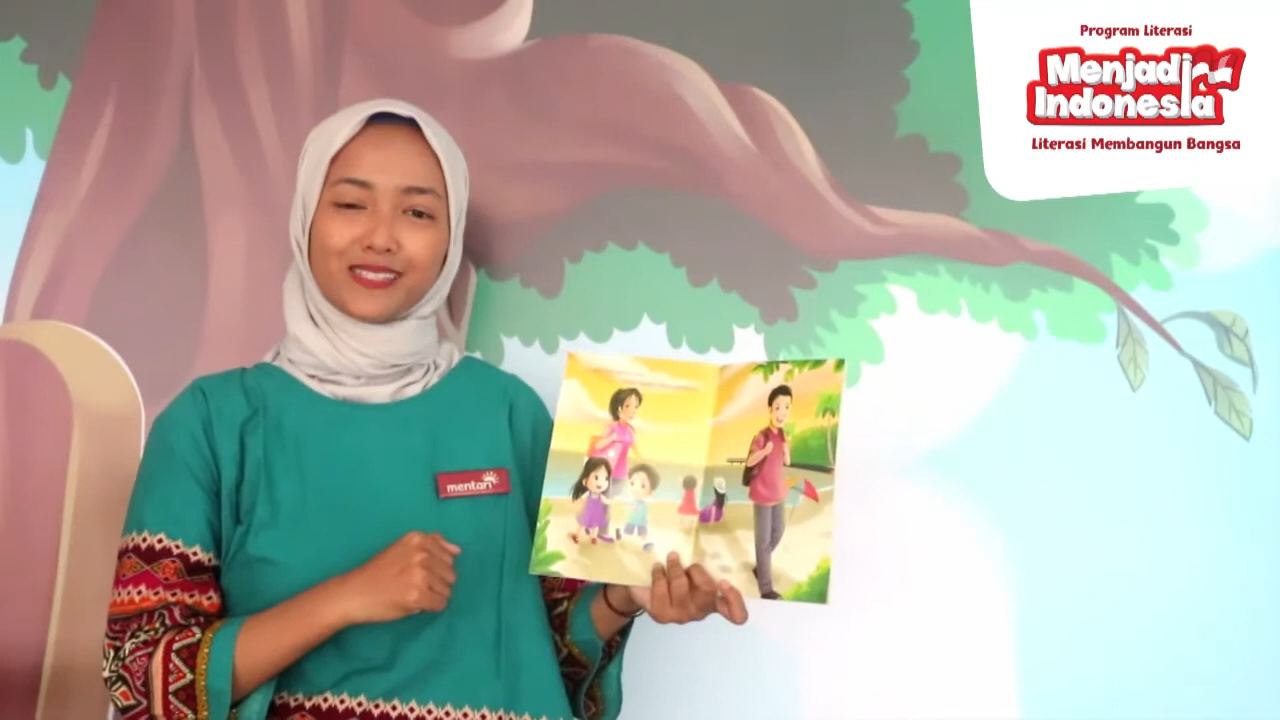 Program Literasi
Menjadi
Indonesia
Literasi Membangun Bangsa
mentari